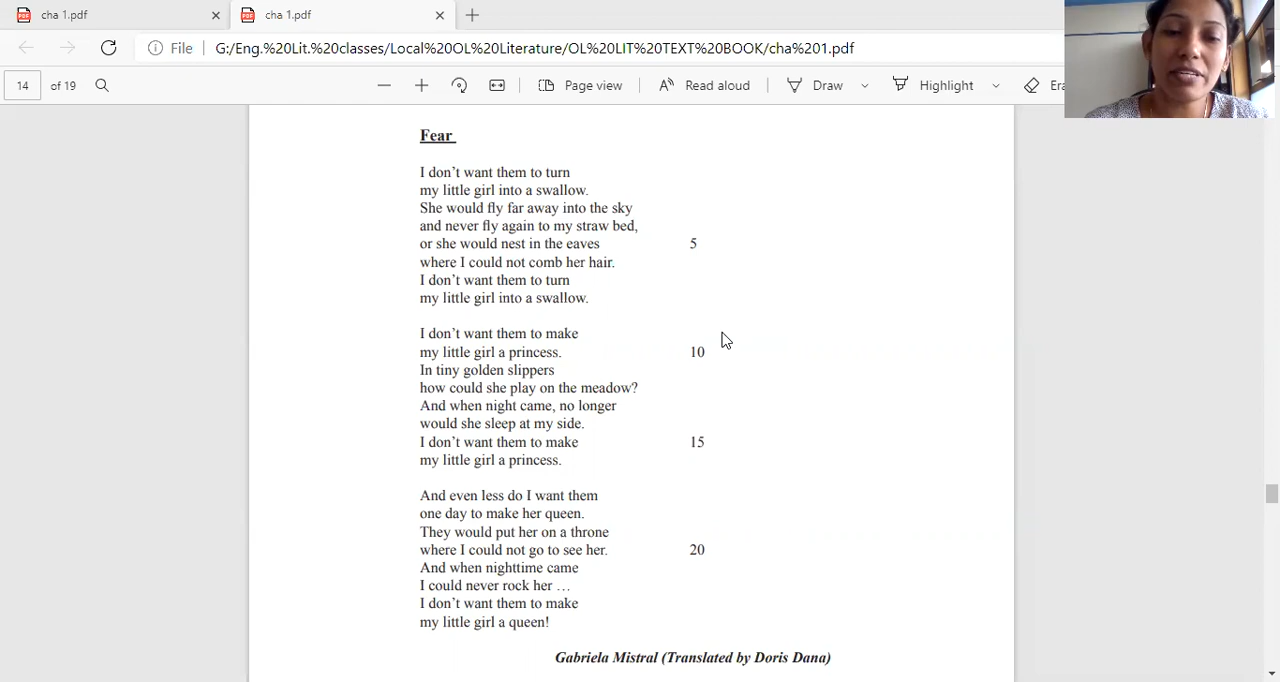 cha 1.pdf
cha 1.pdf
File
G:/Eng.%20Lit.%20classes/Local%20OL%20Literature/OL%20LIT%20TEXT%20BOOK/cha%201.pdf
14 of 19
Page view
Read aloud
Draw
Highlight
Era
Fear
I don't want them to turn
my little girl into a swallow.
She would fly far away into the sky
and never fly again to my straw bed,
or she would nest in the eaves 5
where I could not comb her hair.
I don't want them to turn
my little girl into a swallow.
I don't want them to make
my little girl a princess. 10
In tiny golden slippers
how could she play on the meadow?
And when night came, no longer
would she sleep at my side.
I don't want them to make 15
my little girl a princess.
And even less do I want them
one day to make her queen.
They would put her on a throne
where I could not go to see her. 20
And when nighttime came
I could never rock her …
I don't want them to make
my little girl a queen!
Gabriela Mistral (Translated by Doris Dana)